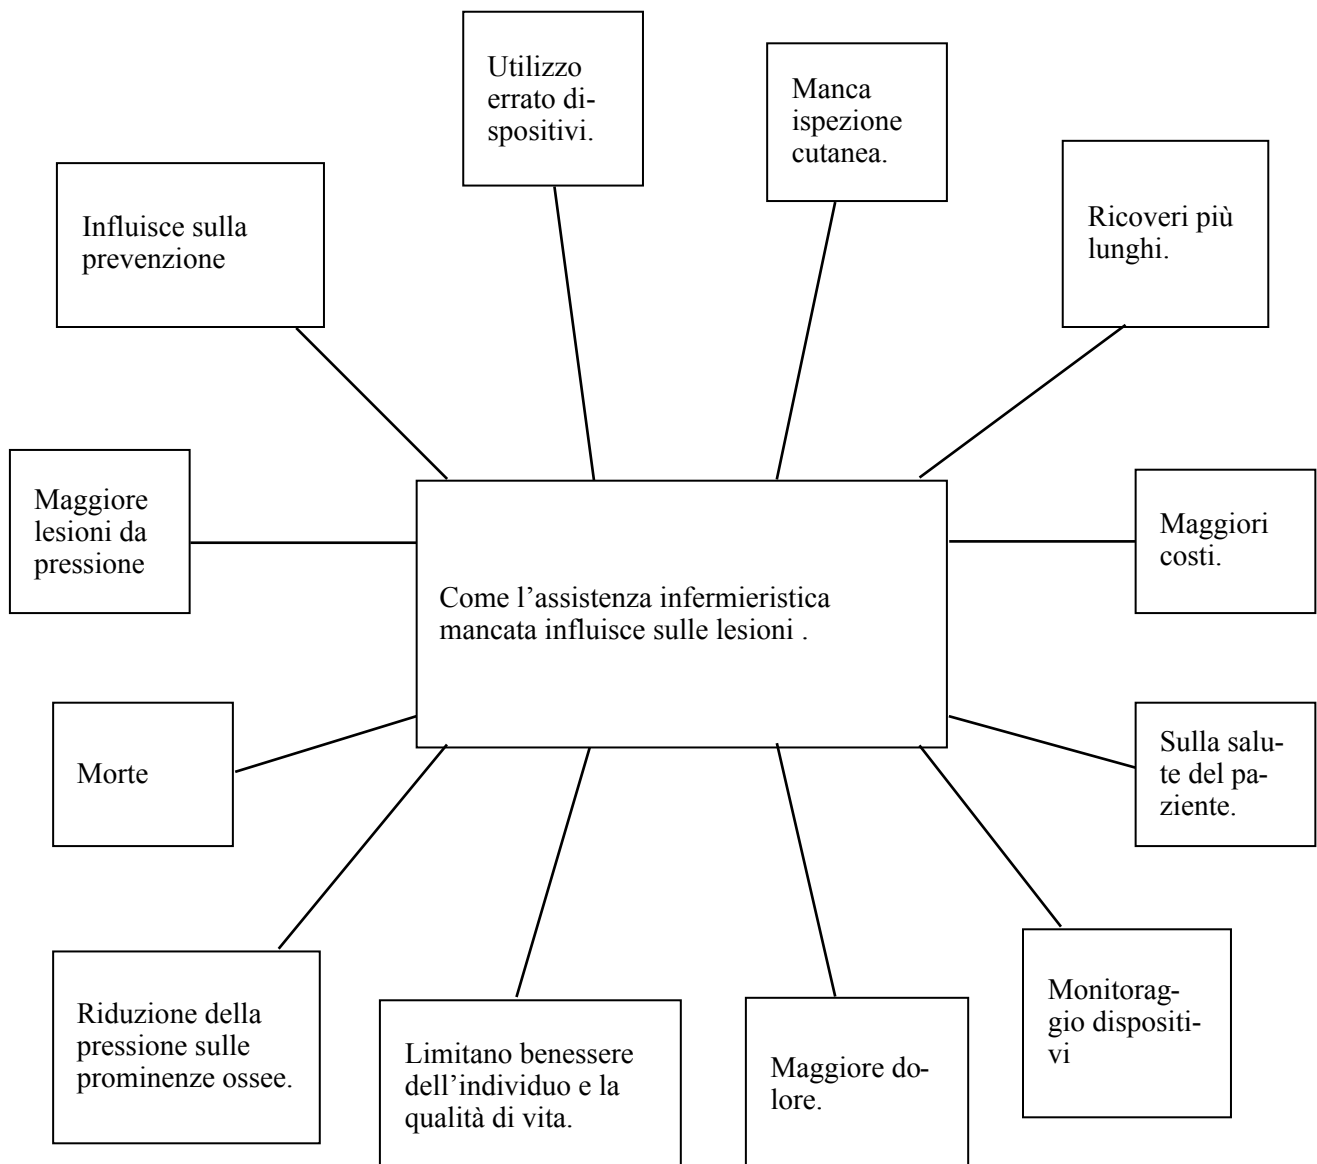 Utilizzo
errato di-
spositivi.
Manca
ispezione
cutanea.
Influisce sulla
prevenzione
Ricoveri più
lunghi.
Maggiore
lesioni da
pressione
Maggiori
costi.
Come l’assistenza infermieristica
mancata influisce sulle lesioni .
Morte
Sulla salu-
te del pa-
ziente.
Riduzione della
pressione sulle
prominenze ossee.
Limitano benessere
dell’individuo e la
qualità di vita.
Maggiore do-
lore.
Monitorag-
gio dispositi-
vi